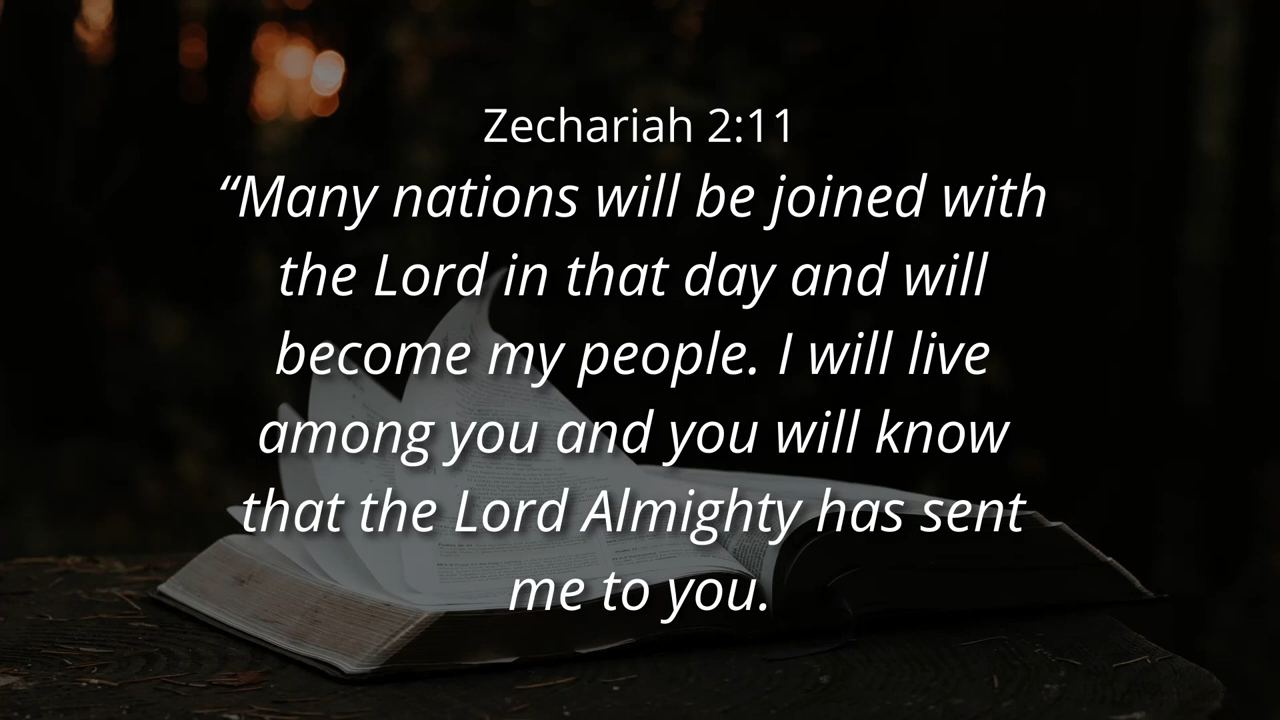 Zechariah 2:11
“Many nations will be joined with
the Lord in that day and will
become my people. I will live
among you and you will know
that the Lord Almighty has sent
me to you.